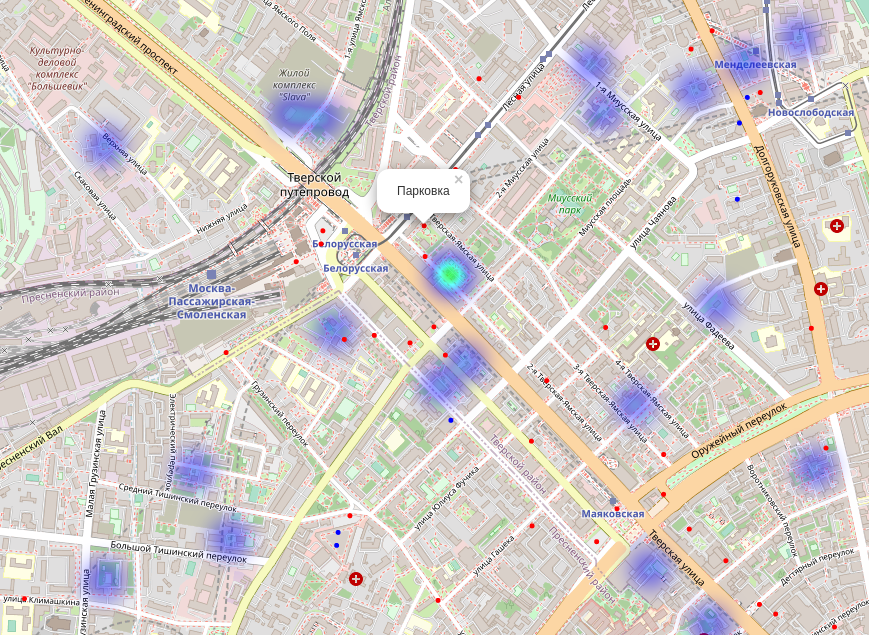 Ленинградский проспект
улица Ямского Поля
1-я улица Ямского
Лесная улица
Культурно-
деловой
комплекс
"Большевик"
Жилой
комплекс
"Slava"
Тверской район
Менделеевская
1-я Миусская улица
Новослободская
Верхняя улица
Скаковая улица
Тверской
путепровод
Парковка
×
2-я Миусская улица
Миусский
парк
Миусская площадь
улица Чаянова
Долгоруковская улица
Нижняя улица
Белорусская
Белорусская
Тверская-Ямская улица
Пресненский район
Москва-
Пассажирская-
Смоленская
улица Фадеева
Грузинский переулок
Электрический переулок
2-я Тверская-Ямская улица
3-я Тверская-Ямская улица
4-я Тверская-Ямская улица
Оружейный переулок
Пресненский Вал
Малая Грузинская улица
Тверской район
Средний Тишинский переулок
улица Юлиуса Фучика
Воротниковский переулок
Маяковская
Большой Тишинский переулок
улица Гашека
Пресненский район
Тверская улица
Дегтярный переулок
улица Климашкина